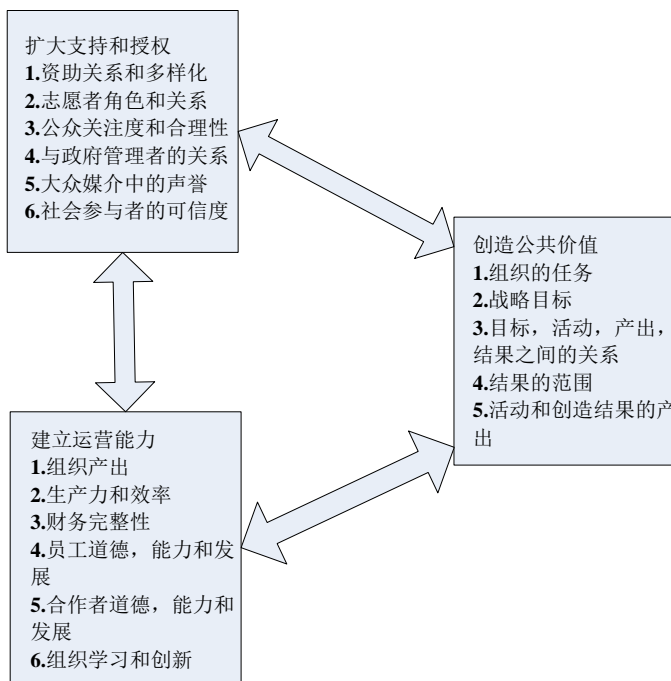 扩大支持和授权
1.资助关系和多样化
2.志愿者角色和关系
3.公众关注度和合理性
4.与政府管理者的关系
5.大众媒介中的声誉
6.社会参与者的可信度
创造公共价值
1.组织的任务
2.战略目标
3.目标，活动，产出，
结果之间的关系
4.结果的范围
5.活动和创造结果的产
出
建立运营能力
1.组织产出
2.生产力和效率
3.财务完整性
4.员工道德，能力和发
展
5.合作者道德，能力和
发展
6.组织学习和创新